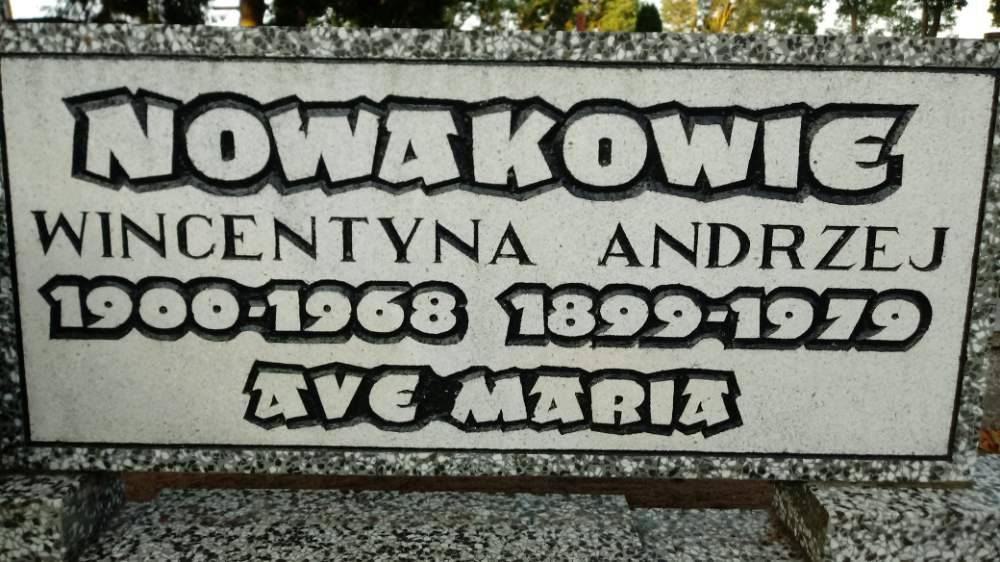 NOWAKOWIE
WINCENTYNA ANDRZEJ
1900-1968 1899-1979
AVE MARIA